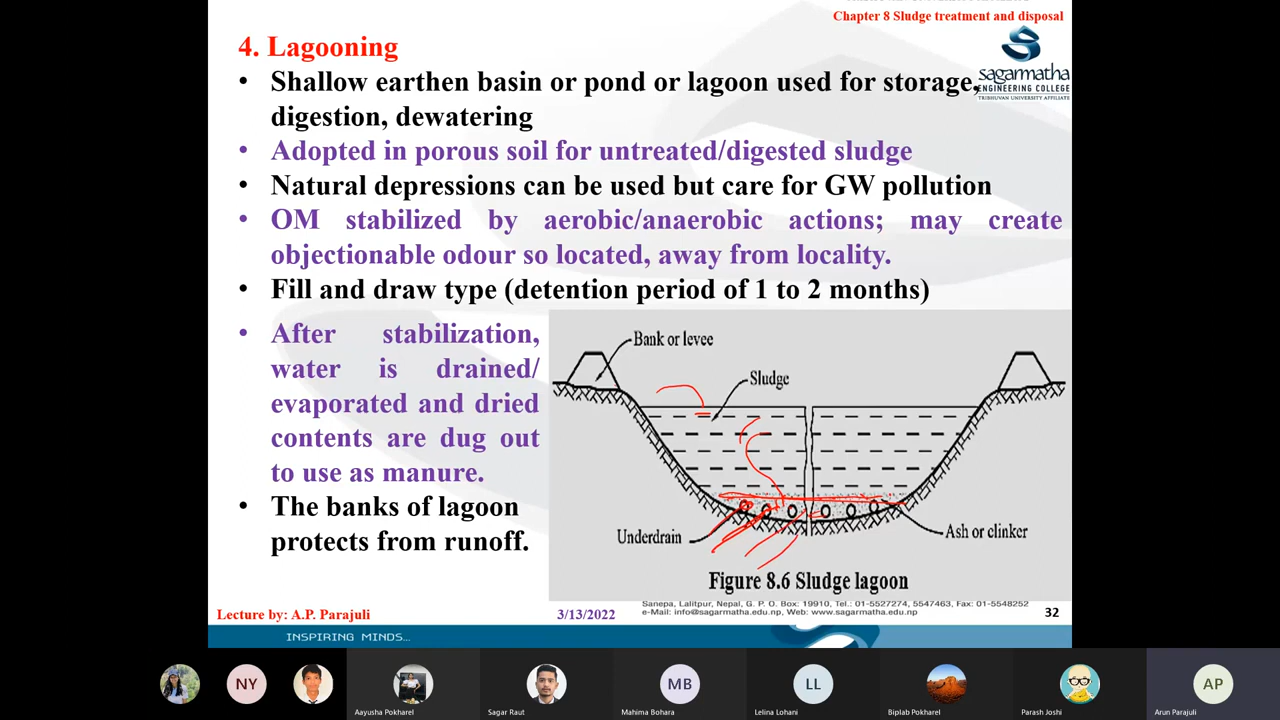 Chapter 8 Sludge treatment and disposal
4. Lagooning
sagarmatha
ENGINEERING COLLEGE
TRIBHUVAN UNIVERSITY AFFILIATE
• Shallow earthen basin or pond or lagoon used for storage,
digestion, dewatering
• Adopted in porous soil for untreated/digested sludge
• Natural depressions can be used but care for GW pollution
• OM stabilized by aerobic/anaerobic actions; may create
objectionable odour so located, away from locality.
• Fill and draw type (detention period of 1 to 2 months)
• After stabilization,
water is drained/
evaporated and dried
contents are dug out
to use as manure.
• The banks of lagoon
protects from runoff.
Bank or levee
Sludge
Underdrain
Ash or clinker
Figure 8.6 Sludge lagoon
Lecture by: A.P. Parajuli
3/13/2022
Sanepa, Lalitpur, Nepal, G. P. O. Box: 19910, Tel.: 01-5527274, 5547463, Fax: 01-5548252
e-Mail: info@sagarmatha.edu.np, Web: www.sagarmatha.edu.np
32
INSPIRING MINDS...
NY
MB
LL
AP
Aayusha Pokharel
Sagar Raut
Mahima Bohara
Lelina Lohani
Biplab Pokharel
Parash Joshi
Arun Parajuli